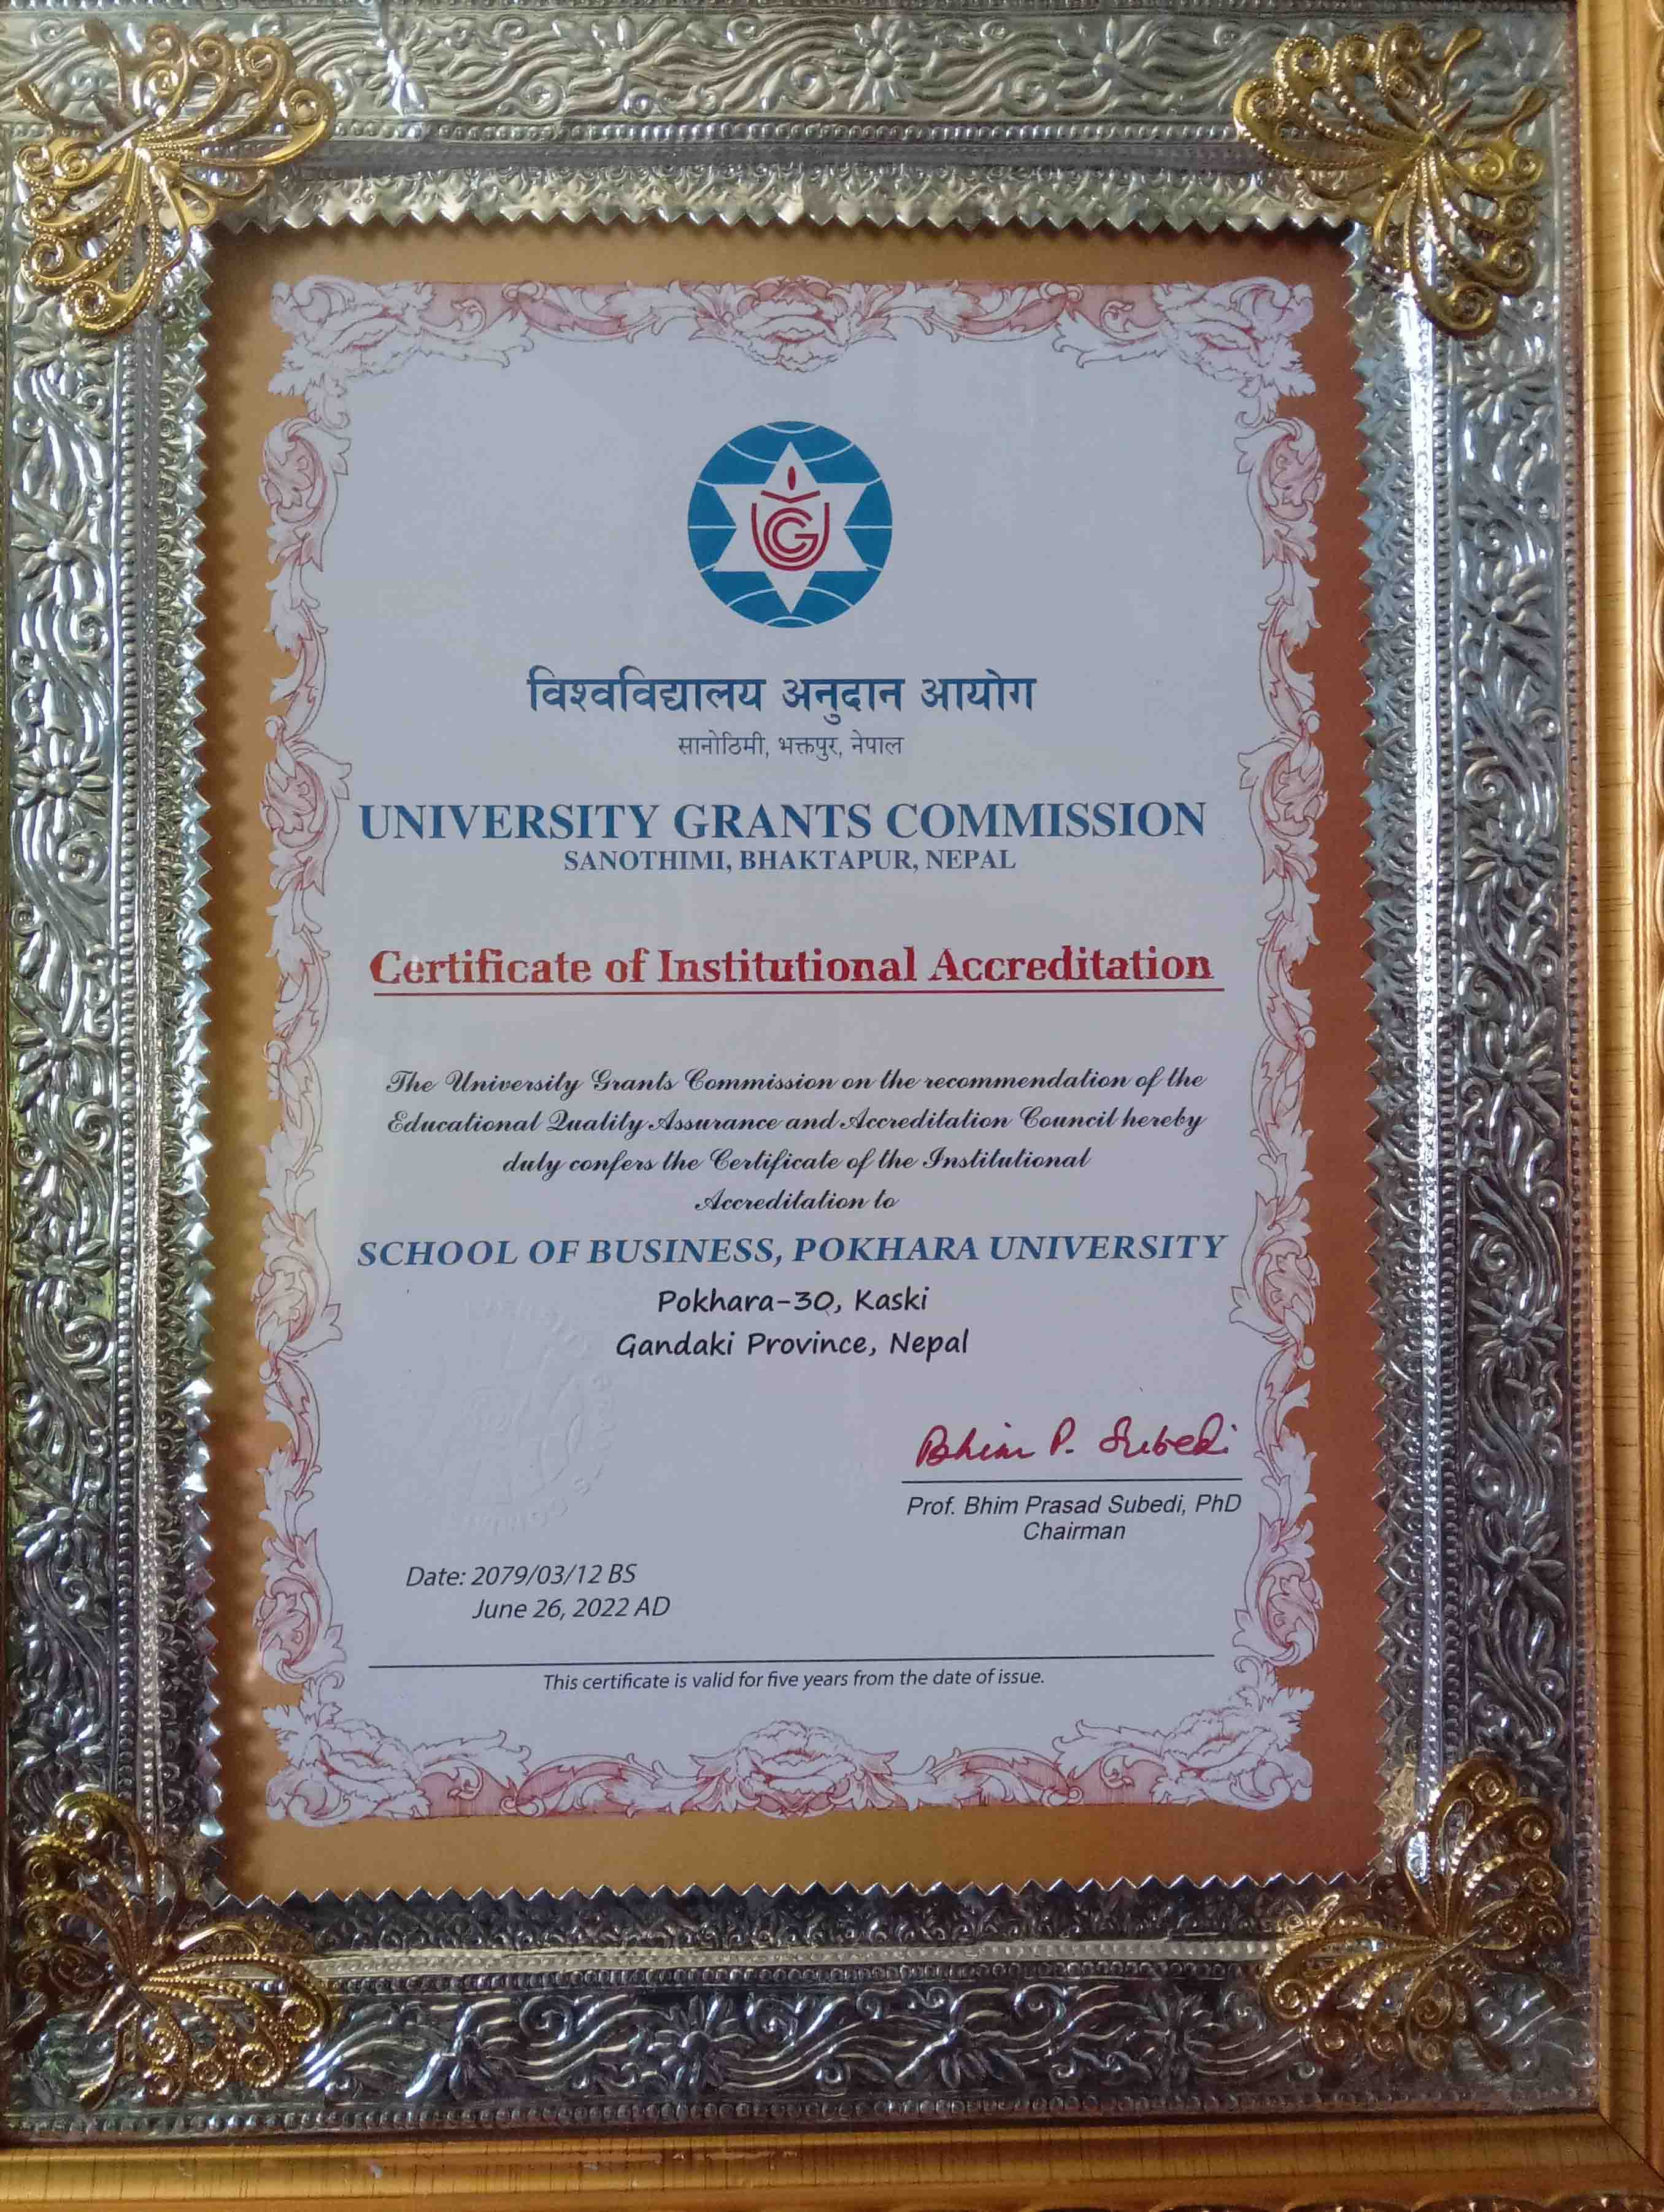 UGC
विश्वविद्यालय अनुदान आयोग
सानोठिमी, भक्तपुर, नेपाल
UNIVERSITY GRANTS COMMISSION
SANOTHIMI, BHAKTAPUR, NEPAL
Certificate of Institutional Accreditation
The University Grants Commission on the recommendation of the
Educational Quality Assurance and Accreditation Council hereby
duly confers the Certificate of the Institutional
Accreditation to
SCHOOL OF BUSINESS, POKHARA UNIVERSITY
Pokhara-30, Kaski
Gandaki Province, Nepal
Bhim P. Subedi
Prof. Bhim Prasad Subedi, PhD
Chairman
Date: 2079/03/12 BS
June 26, 2022 AD
This certificate is valid for five years from the date of issue.